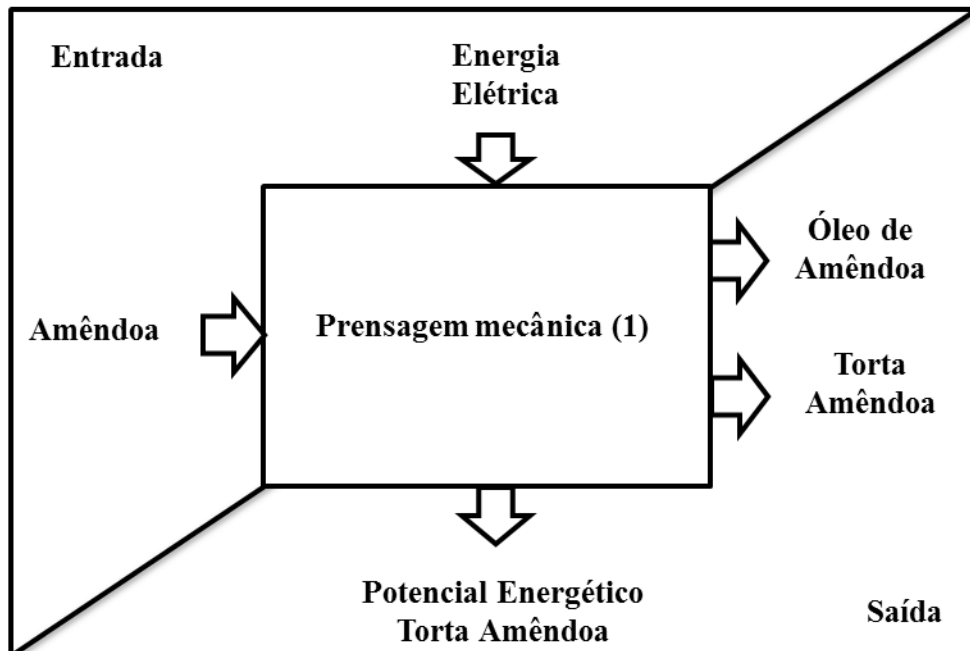 Entrada
Energia
Elétrica
Amêndoa
Prensagem mecânica (1)
Óleo de
Amêndoa
Torta
Amêndoa
Potencial Energético
Torta Amêndoa
Saída